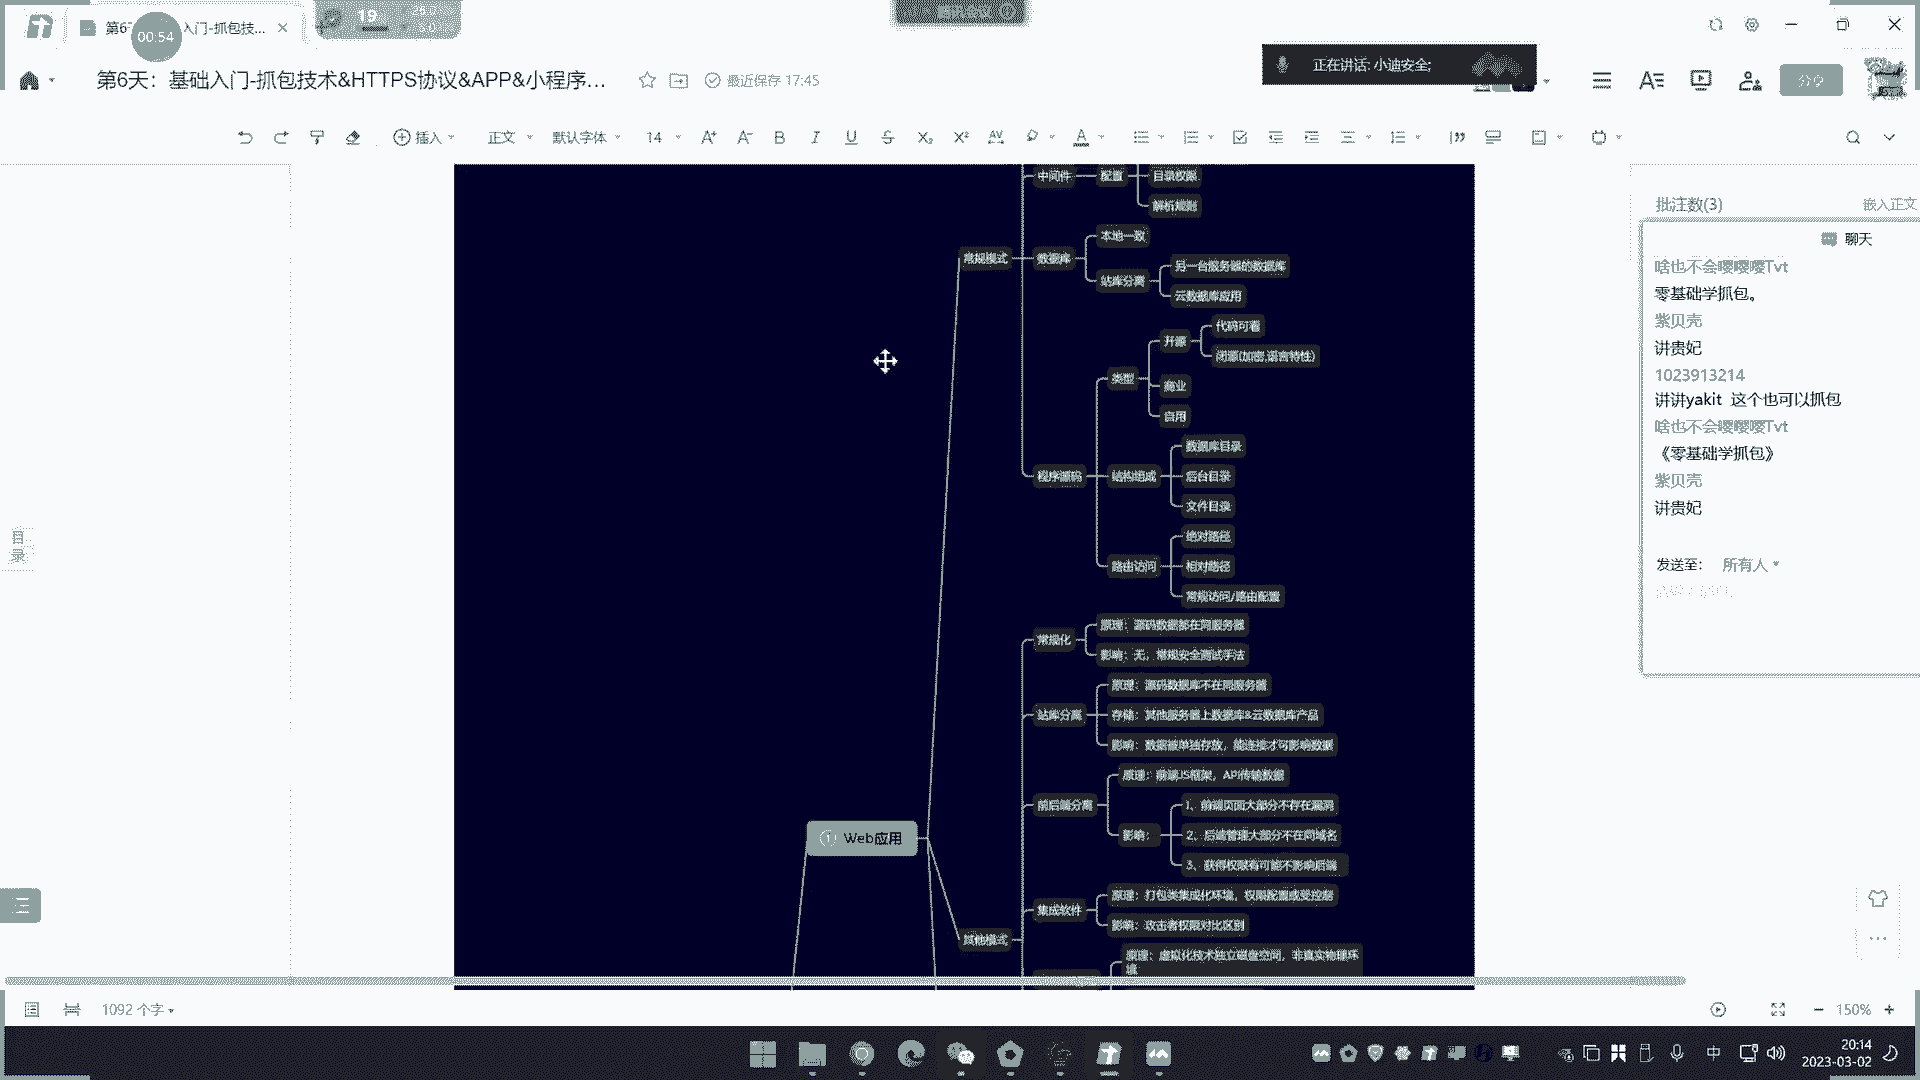 第6
入门-抓包技...
00:54
19
第6天：基础入门-抓包技术&HTTPS协议&APP&小程序...
最近保存 17:45
正在讲话: 小迪安全;
分享
插入
正文
默认字体
14
批注数(3)
嵌入正文
聊天
啥也不会嘤嘤嘤Tvt
零基础学抓包。
紫贝壳
讲贵妃
1023913214
讲讲yakit 这个也可以抓包
啥也不会嘤嘤嘤Tvt
《零基础学抓包》
紫贝壳
讲贵妃
发送至: 所有人
目录
中间件
配置
目录权限
解析规则
常规模式
数据库
本地一致
站库分离
另一台服务器的数据库
云数据库应用
程序源码
类型
开源
代码可看
闭源(加密,语言特性)
商业
自用
结构组成
数据库目录
后台目录
文件目录
路由访问
绝对路径
相对路径
常规访问/路由配置
① Web应用
其他模式
常规化
原理：源码数据都在同服务器
影响：无，常规安全测试手法
站库分离
原理：源码数据库不在同服务器
存储：其他服务器上数据库&云数据库产品
影响：数据被单独存放，能连接才可影响数据
前后端分离
原理：前端JS框架，API传输数据
影响：
1、前端页面大部分不存在漏洞
2、后端管理大部分不在同域名
3、获得权限有可能不影响后端
集成软件
原理：打包类集成化环境，权限配置或受控制
影响：攻击者权限对比区别
原理：虚拟化技术独立磁盘空间，非真实物理环
境
1092 个字
150%
中
20:14
2023-03-02